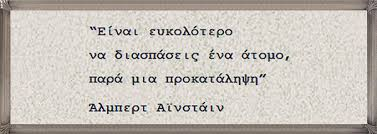 “Είναι ευκολότερο
να διασπάσεις ένα άτομο,
παρά μια προκατάληψη”
Άλμπερτ Αϊνστάιν